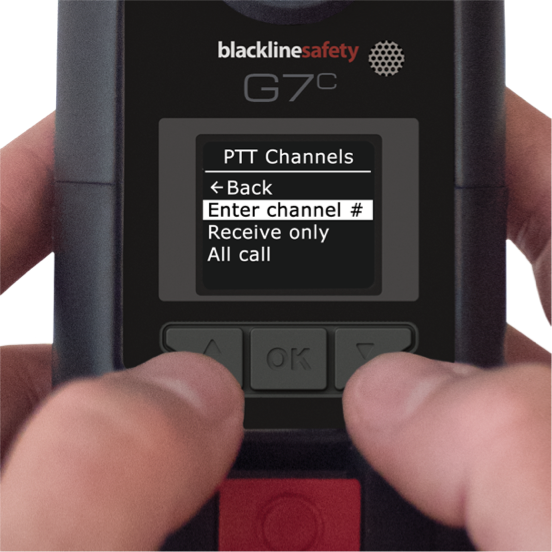 blacklinesafety
G7C
PTT Channels
←Back
Enter channel #
Receive only
All call
OK